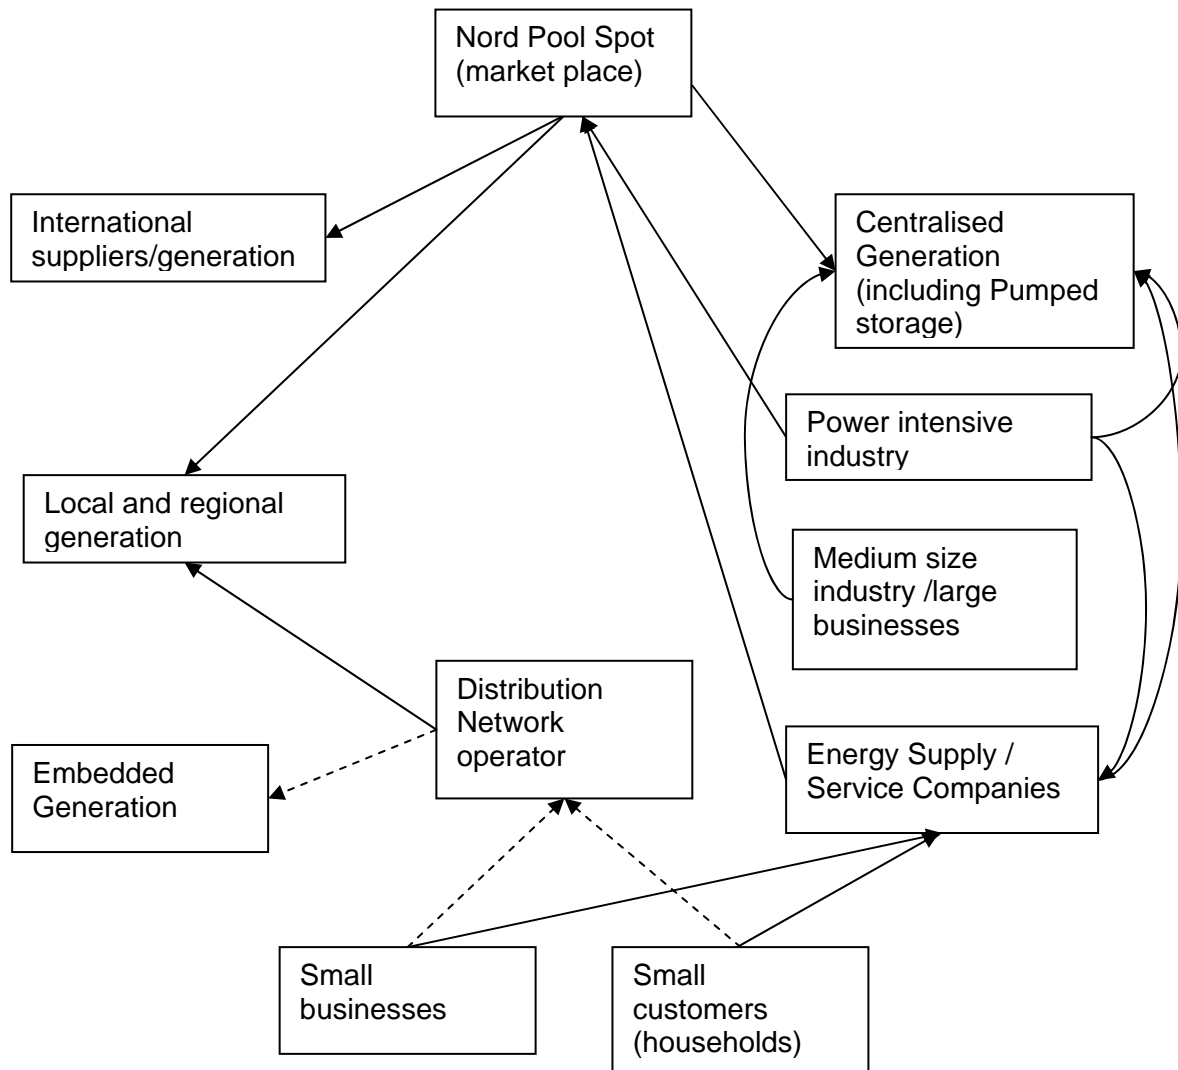 Nord Pool Spot
(market place)
International
suppliers/generation
Centralised
Generation
(including Pumped
storage)
Power intensive
industry
Local and regional
generation
Medium size
industry /large
businesses
Distribution
Network
operator
Energy Supply /
Service Companies
Embedded
Generation
Small
businesses
Small
customers
(households)